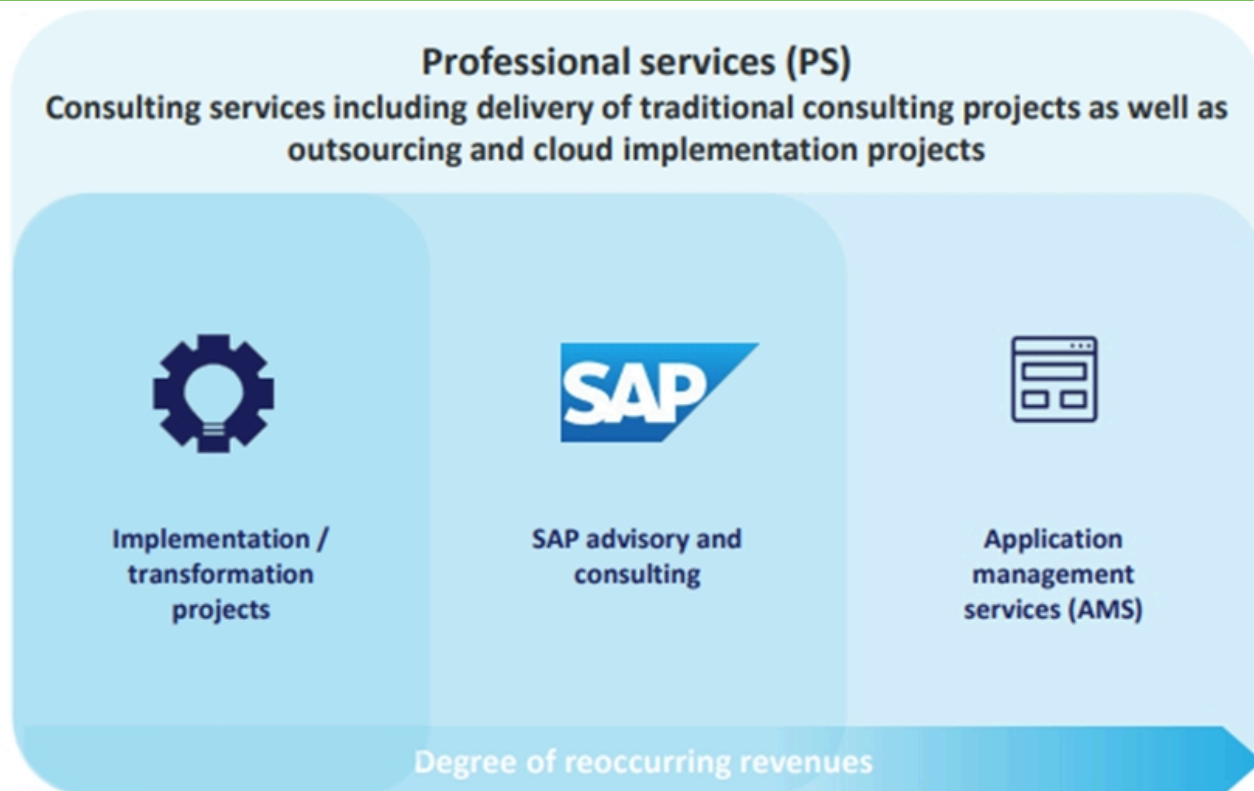 Professional services (PS)
Consulting services including delivery of traditional consulting projects as well as
outsourcing and cloud implementation projects
SAP
Implementation /
transformation
projects
SAP advisory and
consulting
Application
management
services (AMS)
Degree of reoccurring revenues